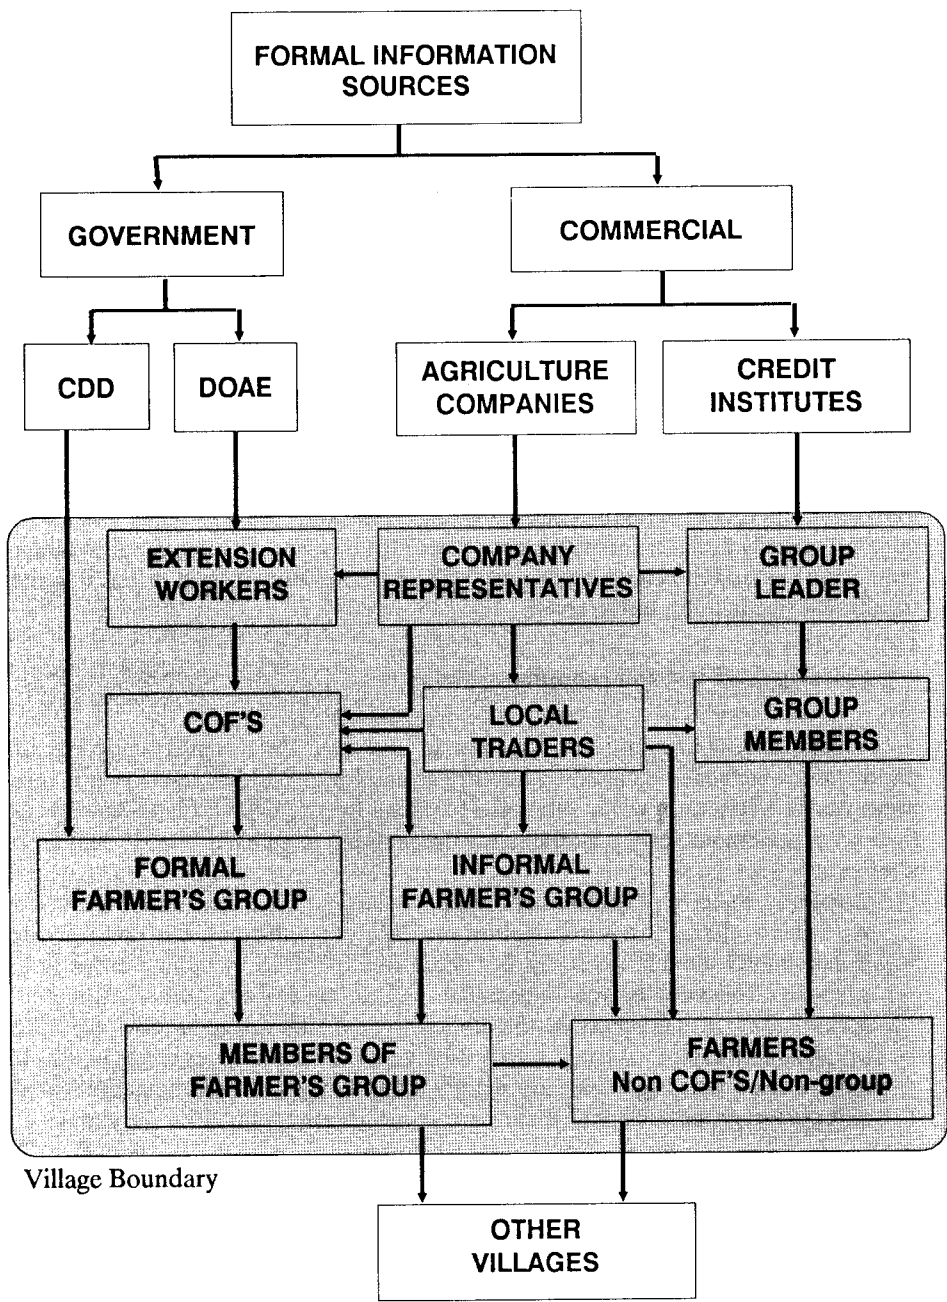 FORMAL INFORMATION
SOURCES
GOVERNMENT
COMMERCIAL
CDD
DOAE
AGRICULTURE
COMPANIES
CREDIT
INSTITUTES
EXTENSION
WORKERS
COMPANY
REPRESENTATIVES
GROUP
LEADER
COF'S
LOCAL
TRADERS
GROUP
MEMBERS
FORMAL
FARMER'S GROUP
INFORMAL
FARMER'S GROUP
MEMBERS OF
FARMER'S GROUP
FARMERS
Non COF'S/Non-group
Village Boundary
OTHER
VILLAGES